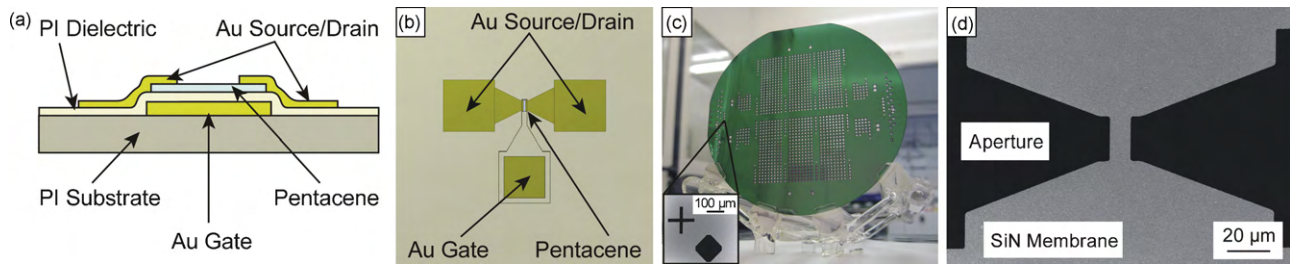 (a)
PI Dielectric
Au Source/Drain
PI Substrate
Pentacene
Au Gate
(b)
Au Source/Drain
Au Gate
Pentacene
(c)
100 µm
(d)
Aperture
SiN Membrane
20 µm